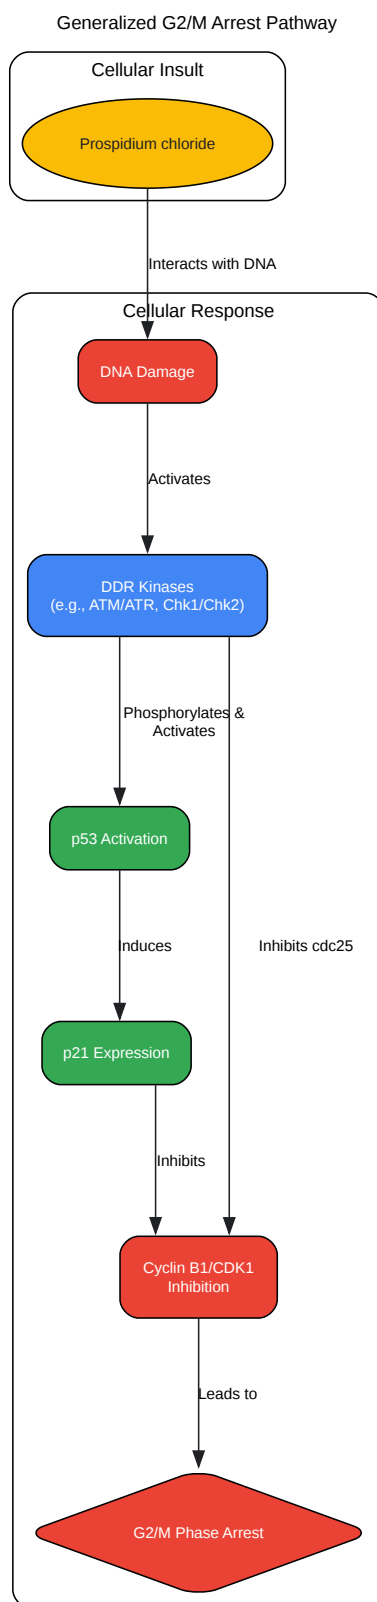 Generalized G2/M Arrest Pathway
Cellular Insult
Prospidium chloride
Interacts with DNA
Cellular Response
DNA Damage
Activates
DDR Kinases
(e.g., ATM/ATR, Chk1/Chk2)
Phosphorylates &
Activates
p53 Activation
Induces
Inhibits cdc25
p21 Expression
Inhibits
Cyclin B1/CDK1
Inhibition
Leads to
G2/M Phase Arrest